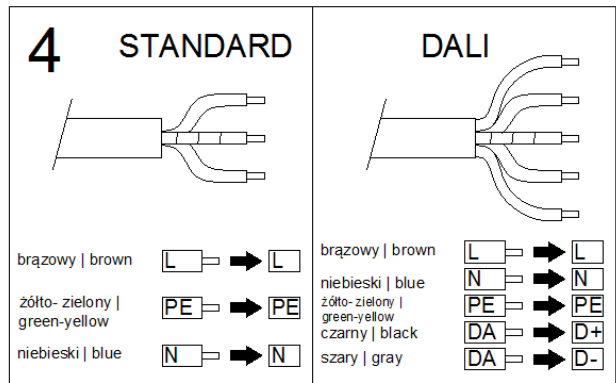 4 STANDARD
brązowy | brown L L
żółto- zielony |
green-yellow PE PE
niebieski | blue N N
DALI
brązowy | brown L L
niebieski | blue N N
żółto- zielony |
green-yellow PE PE
czarny | black DA D+
szary | gray DA D-